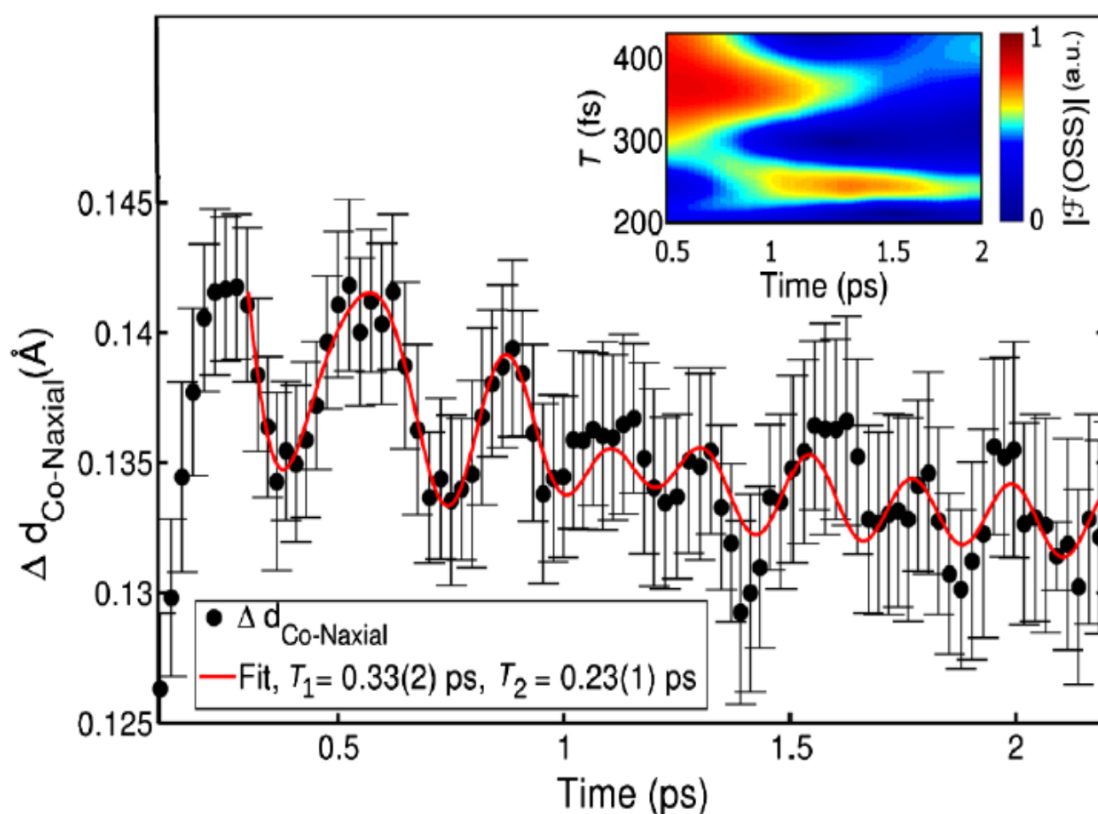 400
300
200
T (fs)
0.5 1 1.5 2
Time (ps)
1
0
|ℱ(OSS)| (a.u.)
0.145
0.14
0.135
0.13
0.125
Δ d Co-Naxial (Å)
Δ d Co-Naxial
Fit, T1 = 0.33(2) ps, T2 = 0.23(1) ps
0.5 1 1.5 2
Time (ps)